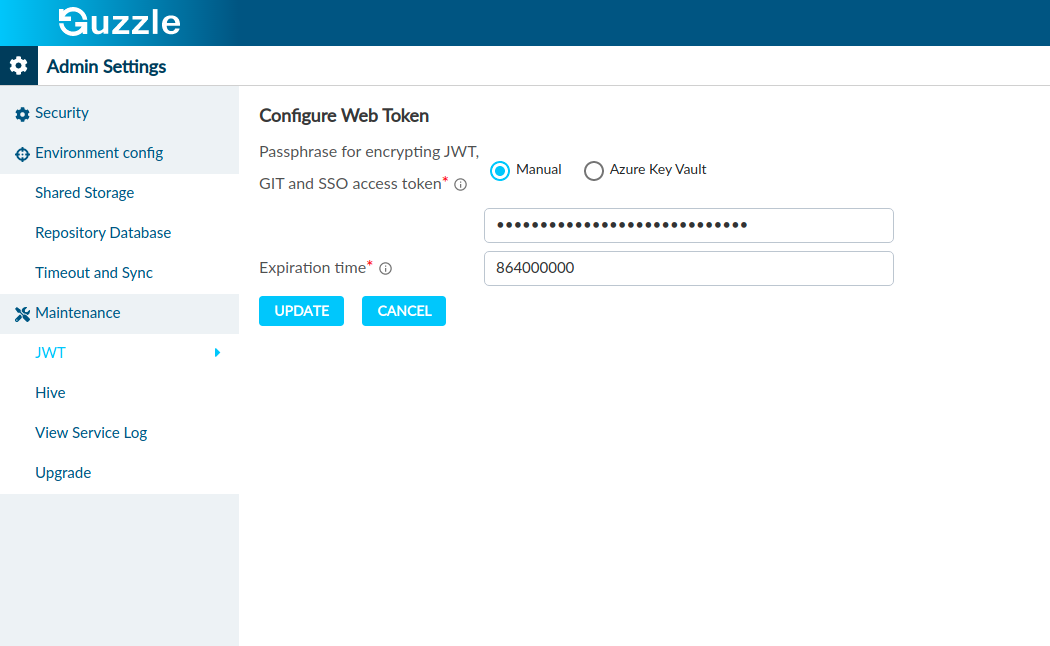 Guzzle
Admin Settings
Security
Environment config
Shared Storage
Repository Database
Timeout and Sync
Maintenance
JWT
Hive
View Service Log
Upgrade
Configure Web Token
Passphrase for encrypting JWT,
GIT and SSO access token*
Manual
Azure Key Vault
•••••••••••••••••••••••••••••
Expiration time*
864000000
UPDATE
CANCEL